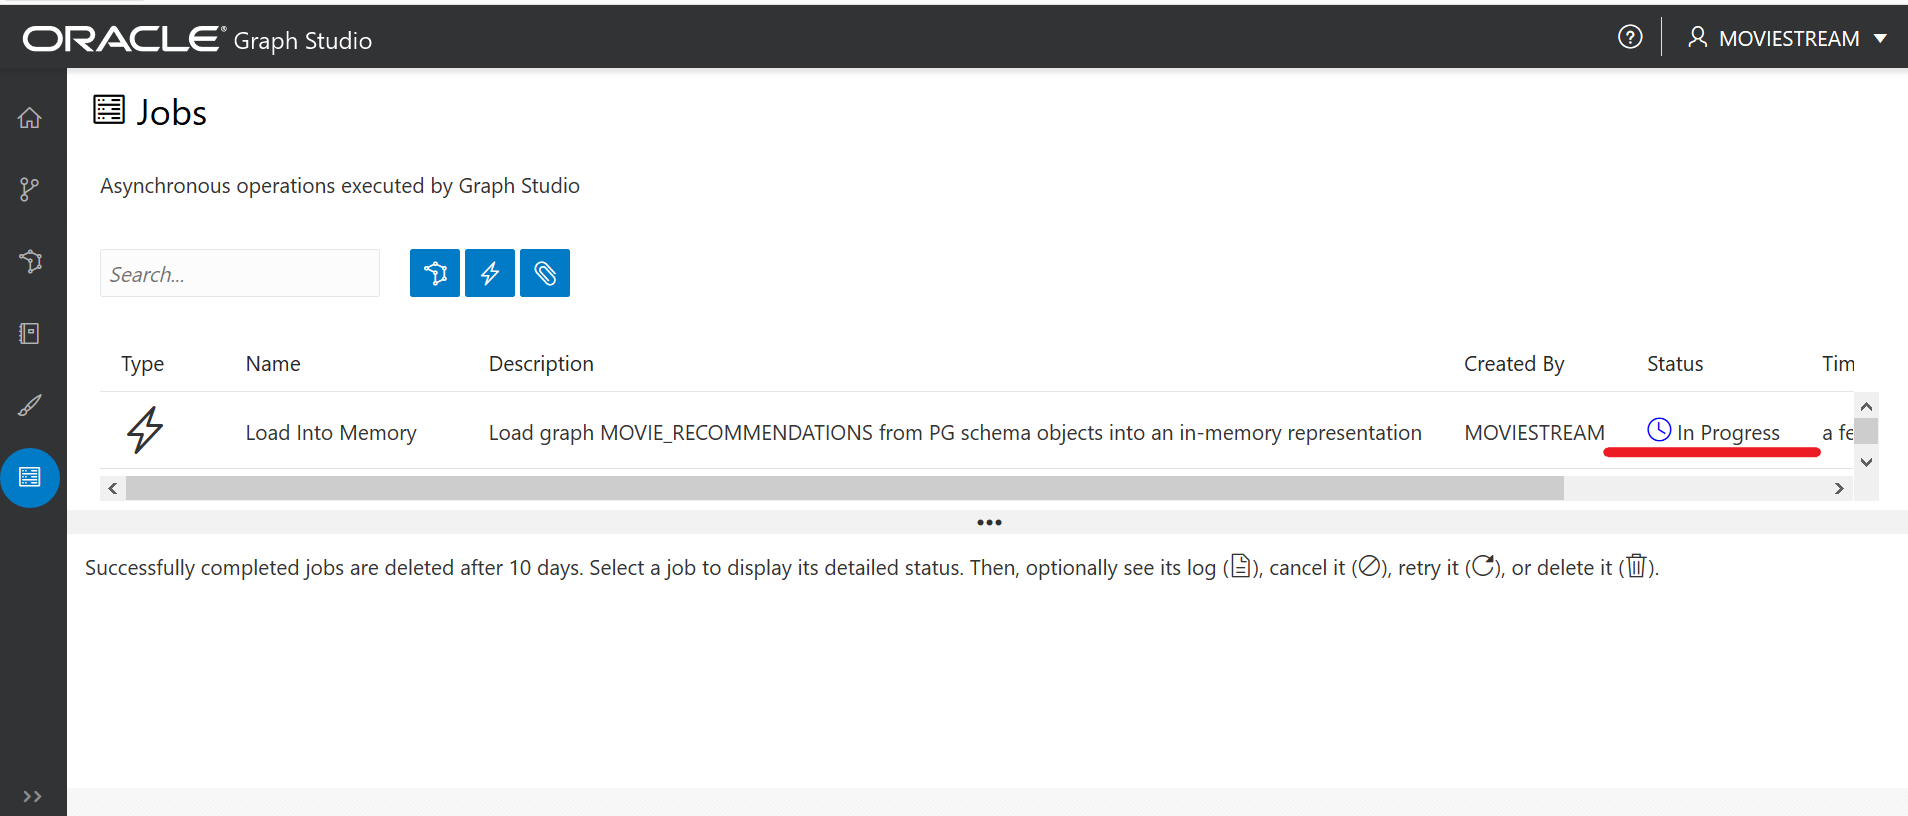 ORACLE® Graph Studio
MOVIESTREAM
Jobs
Asynchronous operations executed by Graph Studio
Search...
Type Name Description Created By Status Tim
Load Into Memory Load graph MOVIE_RECOMMENDATIONS from PG schema objects into an in-memory representation MOVIESTREAM In Progress a fe
Successfully completed jobs are deleted after 10 days. Select a job to display its detailed status. Then, optionally see its log (), cancel it (), retry it (), or delete it ().